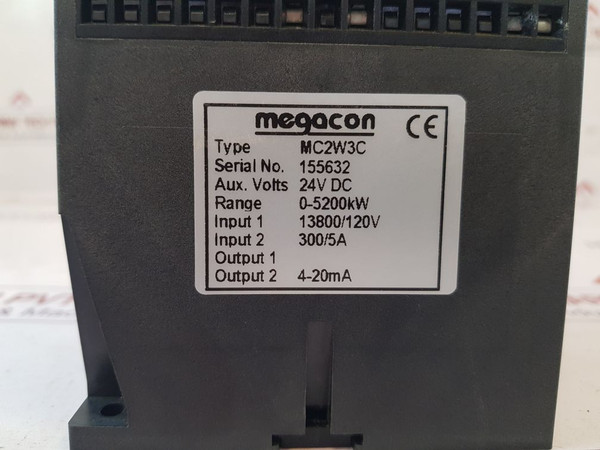 megacon CE
Type MC2W3C
Serial No. 155632
Aux. Volts 24V DC
Range 0-5200kW
Input 1 13800/120V
Input 2 300/5A
Output 1
Output 2 4-20mA